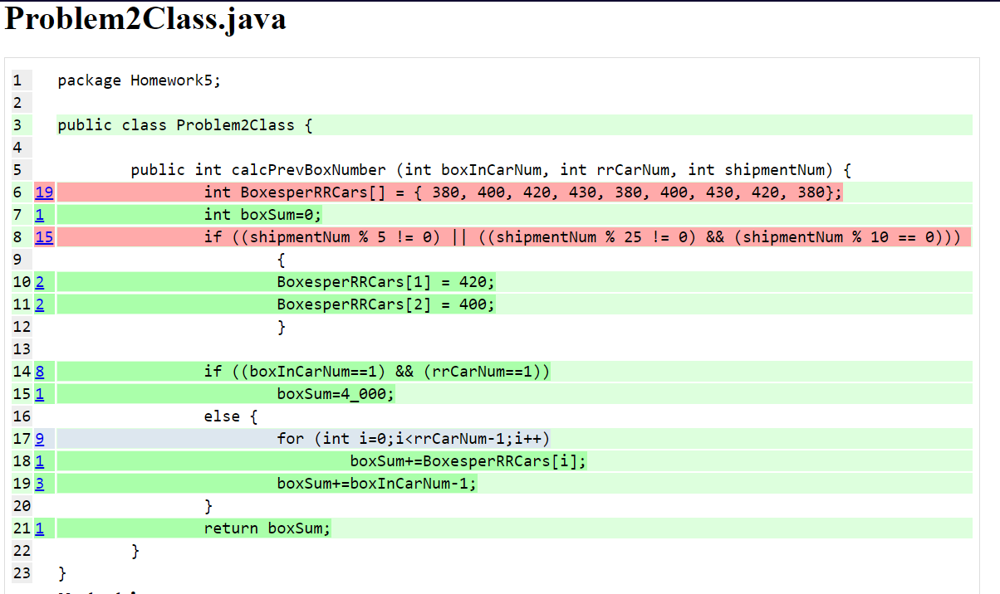 Problem2Class.java
1 package Homework5;
2
3 public class Problem2Class {
4
5 public int calcPrevBoxNumber (int boxInCarNum, int rrCarNum, int shipmentNum) {
6 19 int BoxesperRRCars[] = { 380, 400, 420, 430, 380, 400, 430, 420, 380};
7 1 int boxSum=0;
8 15 if ((shipmentNum % 5 != 0) || ((shipmentNum % 25 != 0) && (shipmentNum % 10 == 0)))
9 {
10 2 BoxesperRRCars[1] = 420;
11 2 BoxesperRRCars[2] = 400;
12 }
13
14 8 if ((boxInCarNum==1) && (rrCarNum==1))
15 1 boxSum=4_000;
16 else {
17 9 for (int i=0;i<rrCarNum-1;i++)
18 1 boxSum+=BoxesperRRCars[i];
19 3 boxSum+=boxInCarNum-1;
20 }
21 1 return boxSum;
22 }
23 }